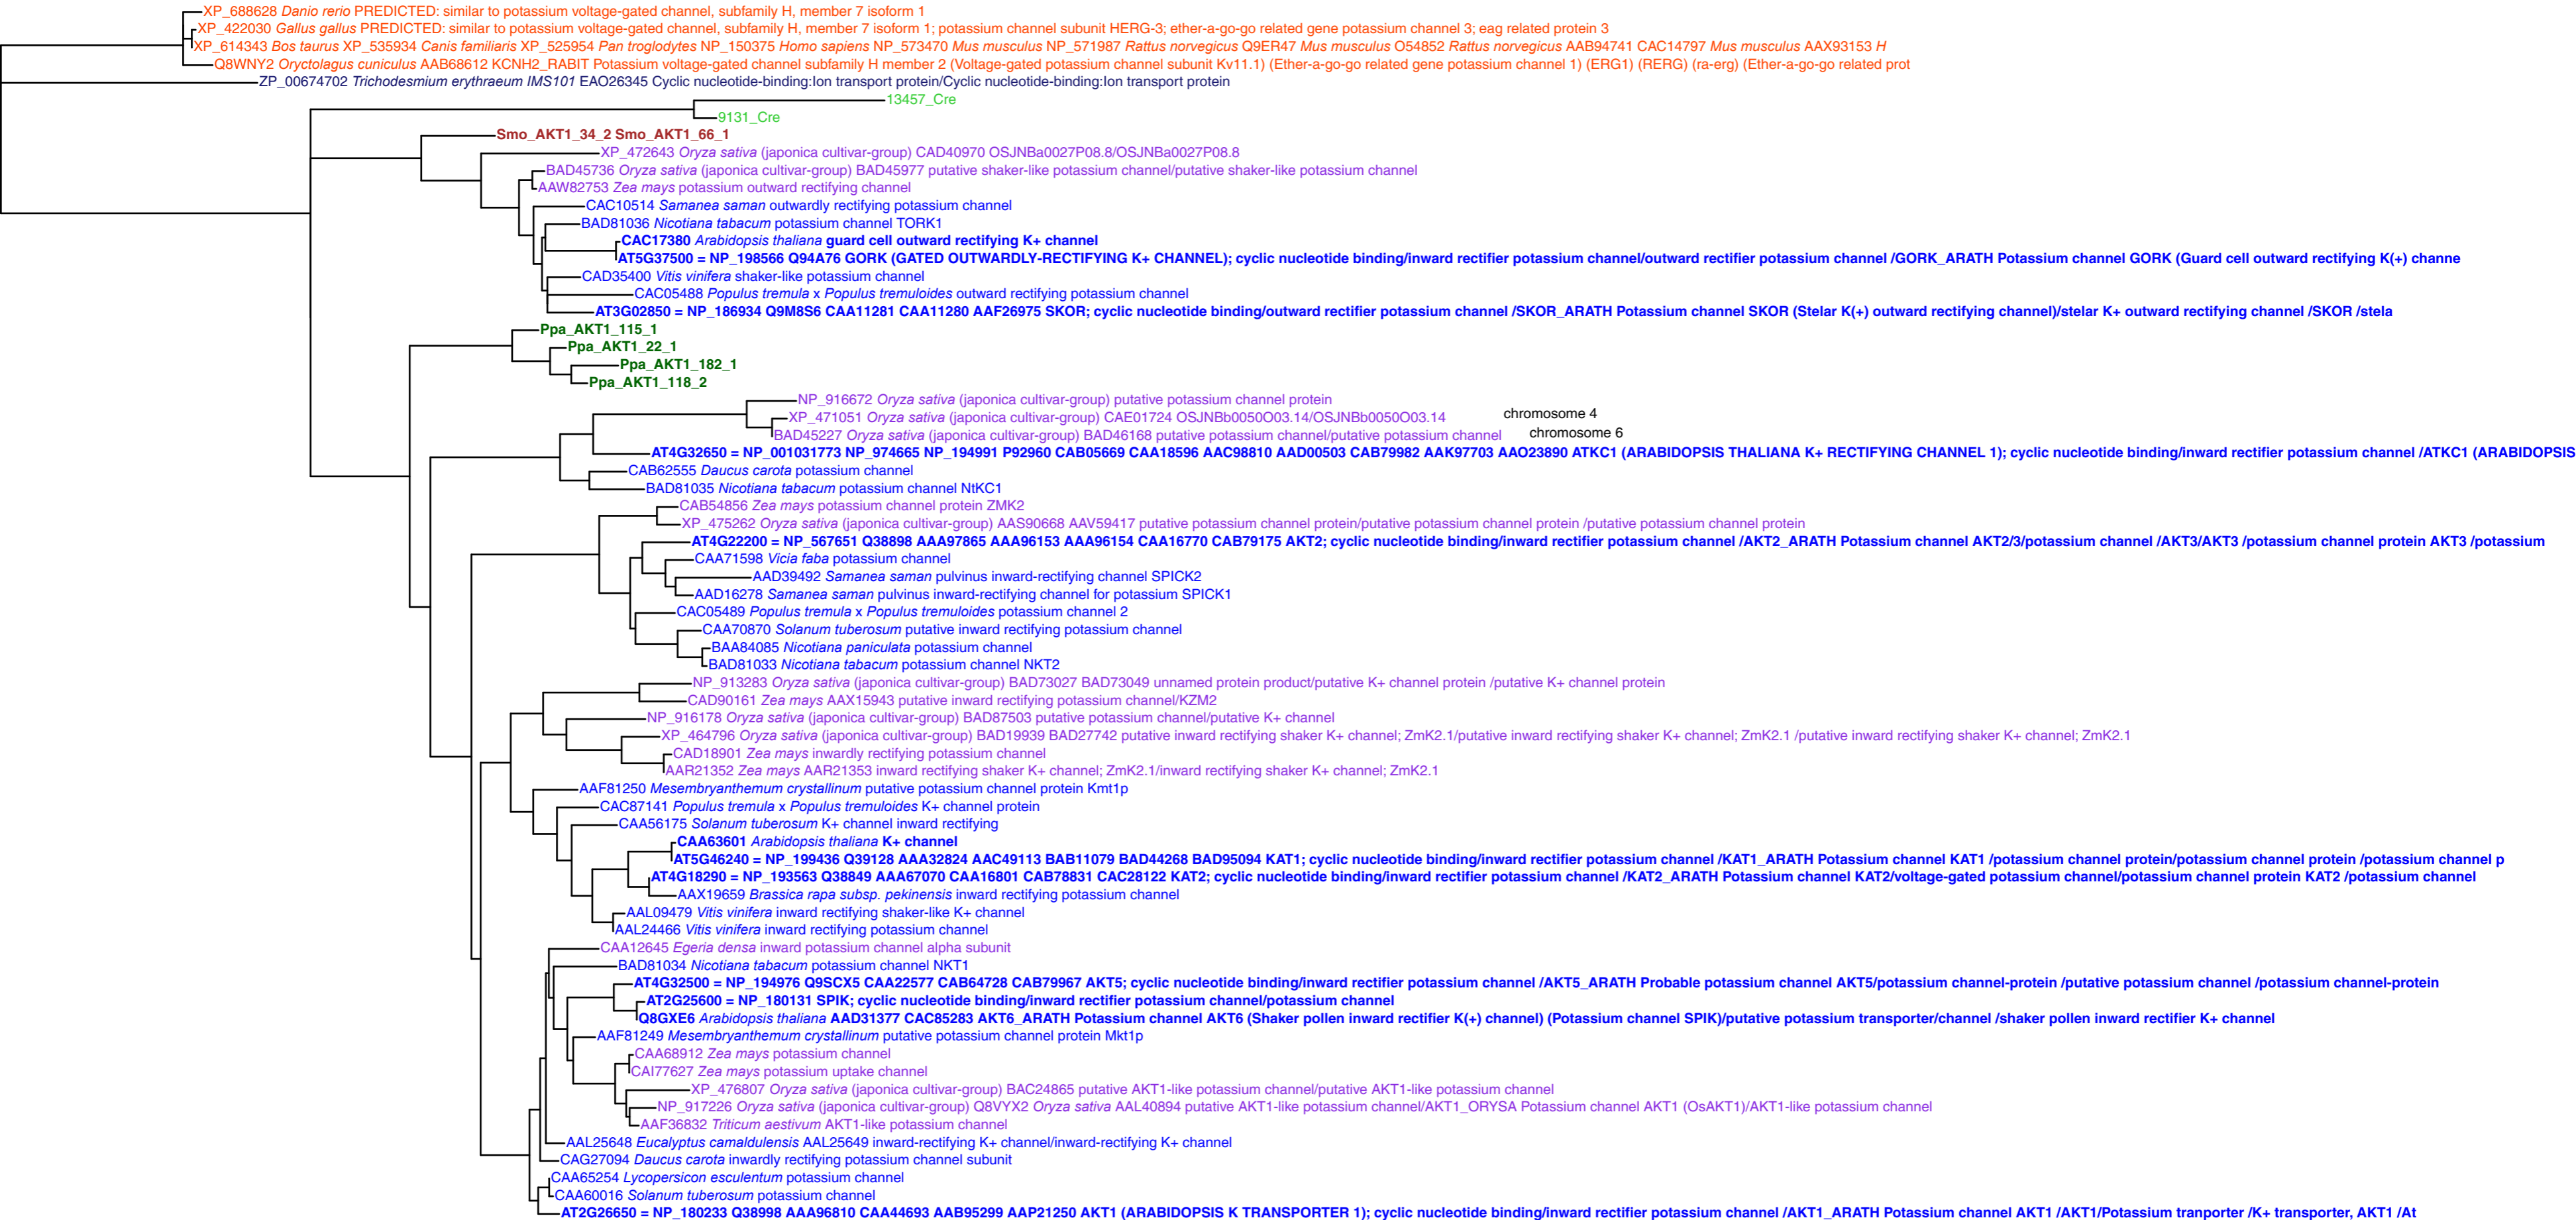 XP_688628 Danio rerio PREDICTED: similar to potassium voltage-gated channel, subfamily H, member 7 isoform 1
XP_422030 Gallus gallus PREDICTED: similar to potassium voltage-gated channel, subfamily H, member 7 isoform 1; potassium channel subunit HERG-3; ether-a-go-go related gene potassium channel 3; eag related protein 3
XP_614343 Bos taurus XP_535934 Canis familiaris XP_525954 Pan troglodytes NP_150375 Homo sapiens NP_573470 Mus musculus NP_571987 Rattus norvegicus Q9ER47 Mus musculus O54852 Rattus norvegicus AAB94741 CAC14797 Mus musculus AAX93153 H
Q8WNY2 Oryctolagus cuniculus AAB68612 KCNH2_RABIT Potassium voltage-gated channel subfamily H member 2 (Voltage-gated potassium channel subunit Kv11.1) (Ether-a-go-go related gene potassium channel 1) (ERG1) (RERG) (ra-erg) (Ether-a-go-go related prot
ZP_00674702 Trichodesmium erythraeum IMS101 EAO26345 Cyclic nucleotide-binding:Ion transport protein/Cyclic nucleotide-binding:Ion transport protein
13457_Cre
9131_Cre
Smo_AKT1_34_2 Smo_AKT1_66_1
XP_472643 Oryza sativa (japonica cultivar-group) CAD40970 OSJNBa0027P08.8/OSJNBa0027P08.8
BAD45736 Oryza sativa (japonica cultivar-group) BAD45977 putative shaker-like potassium channel/putative shaker-like potassium channel
AAW82753 Zea mays potassium outward rectifying channel
CAC10514 Samanea saman outwardly rectifying potassium channel
BAD81036 Nicotiana tabacum potassium channel TORK1
CAC17380 Arabidopsis thaliana guard cell outward rectifying K+ channel
AT5G37500 = NP_198566 Q94A76 GORK (GATED OUTWARDLY-RECTIFYING K+ CHANNEL); cyclic nucleotide binding/inward rectifier potassium channel/outward rectifier potassium channel /GORK_ARATH Potassium channel GORK (Guard cell outward rectifying K(+) channe
CAD35400 Vitis vinifera shaker-like potassium channel
CAC05488 Populus tremula x Populus tremuloides outward rectifying potassium channel
AT3G02850 = NP_186934 Q9M8S6 CAA11281 CAA11280 AAF26975 SKOR; cyclic nucleotide binding/outward rectifier potassium channel /SKOR_ARATH Potassium channel SKOR (Stelar K(+) outward rectifying channel)/stelar K+ outward rectifying channel /SKOR /stela
Ppa_AKT1_115_1
Ppa_AKT1_22_1
Ppa_AKT1_182_1
Ppa_AKT1_118_2
NP_916672 Oryza sativa (japonica cultivar-group) putative potassium channel protein
XP_471051 Oryza sativa (japonica cultivar-group) CAE01724 OSJNBb0050O03.14/OSJNBb0050O03.14 chromosome 4
BAD45227 Oryza sativa (japonica cultivar-group) BAD46168 putative potassium channel/putative potassium channel chromosome 6
AT4G32650 = NP_001031773 NP_974665 NP_194991 P92960 CAB05669 CAA18596 AAC98810 AAD00503 CAB79982 AAK97703 AAO23890 ATKC1 (ARABIDOPSIS THALIANA K+ RECTIFYING CHANNEL 1); cyclic nucleotide binding/inward rectifier potassium channel /ATKC1 (ARABIDOPSIS
CAB62555 Daucus carota potassium channel
BAD81035 Nicotiana tabacum potassium channel NtKC1
CAB54856 Zea mays potassium channel protein ZMK2
XP_475262 Oryza sativa (japonica cultivar-group) AAS90668 AAV59417 putative potassium channel protein/putative potassium channel protein /putative potassium channel protein
AT4G22200 = NP_567651 Q38898 AAA97865 AAA96153 AAA96154 CAA16770 CAB79175 AKT2; cyclic nucleotide binding/inward rectifier potassium channel /AKT2_ARATH Potassium channel AKT2/3/potassium channel /AKT3/AKT3 /potassium channel protein AKT3 /potassium
CAA71598 Vicia faba potassium channel
AAD39492 Samanea saman pulvinus inward-rectifying channel SPICK2
AAD16278 Samanea saman pulvinus inward-rectifying channel for potassium SPICK1
CAC05489 Populus tremula x Populus tremuloides potassium channel 2
CAA70870 Solanum tuberosum putative inward rectifying potassium channel
BAA84085 Nicotiana paniculata potassium channel
BAD81033 Nicotiana tabacum potassium channel NKT2
NP_913283 Oryza sativa (japonica cultivar-group) BAD73027 BAD73049 unnamed protein product/putative K+ channel protein /putative K+ channel protein
CAD90161 Zea mays AAX15943 putative inward rectifying potassium channel/KZM2
NP_916178 Oryza sativa (japonica cultivar-group) BAD87503 putative potassium channel/putative K+ channel
XP_464796 Oryza sativa (japonica cultivar-group) BAD19939 BAD27742 putative inward rectifying shaker K+ channel; ZmK2.1/putative inward rectifying shaker K+ channel; ZmK2.1 /putative inward rectifying shaker K+ channel; ZmK2.1
CAD18901 Zea mays inwardly rectifying potassium channel
AAR21352 Zea mays AAR21353 inward rectifying shaker K+ channel; ZmK2.1/inward rectifying shaker K+ channel; ZmK2.1
AAF81250 Mesembryanthemum crystallinum putative potassium channel protein Kmt1p
CAC87141 Populus tremula x Populus tremuloides K+ channel protein
CAA56175 Solanum tuberosum K+ channel inward rectifying
CAA63601 Arabidopsis thaliana K+ channel
AT5G46240 = NP_199436 Q39128 AAA32824 AAC49113 BAB11079 BAD44268 BAD95094 KAT1; cyclic nucleotide binding/inward rectifier potassium channel /KAT1_ARATH Potassium channel KAT1 /potassium channel protein/potassium channel protein /potassium channel p
AT4G18290 = NP_193563 Q38849 AAA67070 CAA16801 CAB78831 CAC28122 KAT2; cyclic nucleotide binding/inward rectifier potassium channel /KAT2_ARATH Potassium channel KAT2/voltage-gated potassium channel/potassium channel protein KAT2 /potassium channel
AAX19659 Brassica rapa subsp. pekinensis inward rectifying potassium channel
AAL09479 Vitis vinifera inward rectifying shaker-like K+ channel
AAL24466 Vitis vinifera inward rectifying potassium channel
CAA12645 Egeria densa inward potassium channel alpha subunit
BAD81034 Nicotiana tabacum potassium channel NKT1
AT4G32500 = NP_194976 Q9SCX5 CAA22577 CAB64728 CAB79967 AKT5; cyclic nucleotide binding/inward rectifier potassium channel /AKT5_ARATH Probable potassium channel AKT5/potassium channel-protein /putative potassium channel /potassium channel-protein
AT2G25600 = NP_180131 SPIK; cyclic nucleotide binding/inward rectifier potassium channel/potassium channel
Q8GXE6 Arabidopsis thaliana AAD31377 CAC85283 AKT6_ARATH Potassium channel AKT6 (Shaker pollen inward rectifier K(+) channel) (Potassium channel SPIK)/putative potassium transporter/channel /shaker pollen inward rectifier K+ channel
AAF81249 Mesembryanthemum crystallinum putative potassium channel protein Mkt1p
CAA68912 Zea mays potassium channel
CAI77627 Zea mays potassium uptake channel
XP_476807 Oryza sativa (japonica cultivar-group) BAC24865 putative AKT1-like potassium channel/putative AKT1-like potassium channel
NP_917226 Oryza sativa (japonica cultivar-group) Q8VYX2 Oryza sativa AAL40894 putative AKT1-like potassium channel/AKT1_ORYSA Potassium channel AKT1 (OsAKT1)/AKT1-like potassium channel
AAF36832 Triticum aestivum AKT1-like potassium channel
AAL25648 Eucalyptus camaldulensis AAL25649 inward-rectifying K+ channel/inward-rectifying K+ channel
CAG27094 Daucus carota inwardly rectifying potassium channel subunit
CAA65254 Lycopersicon esculentum potassium channel
CAA60016 Solanum tuberosum potassium channel
AT2G26650 = NP_180233 Q38998 AAA96810 CAA44693 AAB95299 AAP21250 AKT1 (ARABIDOPSIS K TRANSPORTER 1); cyclic nucleotide binding/inward rectifier potassium channel /AKT1_ARATH Potassium channel AKT1 /AKT1/Potassium tranporter /K+ transporter, AKT1 /At